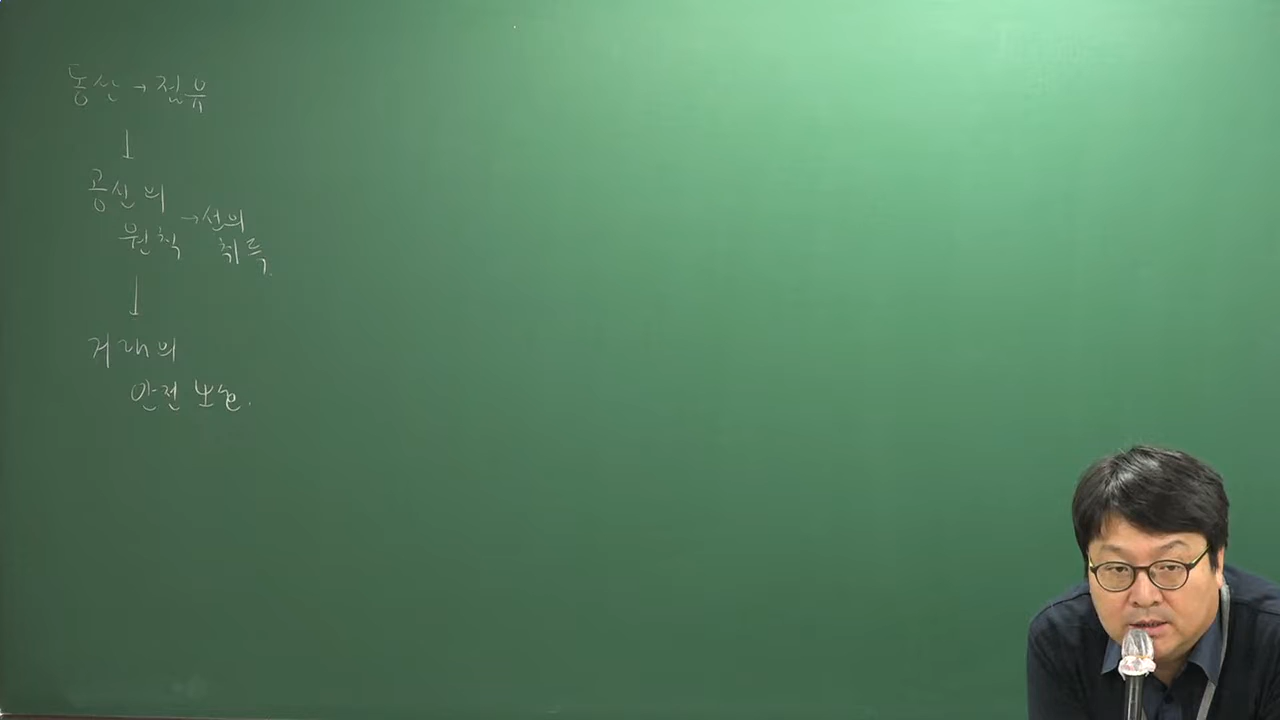 동산 → 점유
↓
공신의
원칙 → 선의
취득.
↓
거래의
안전 보호.